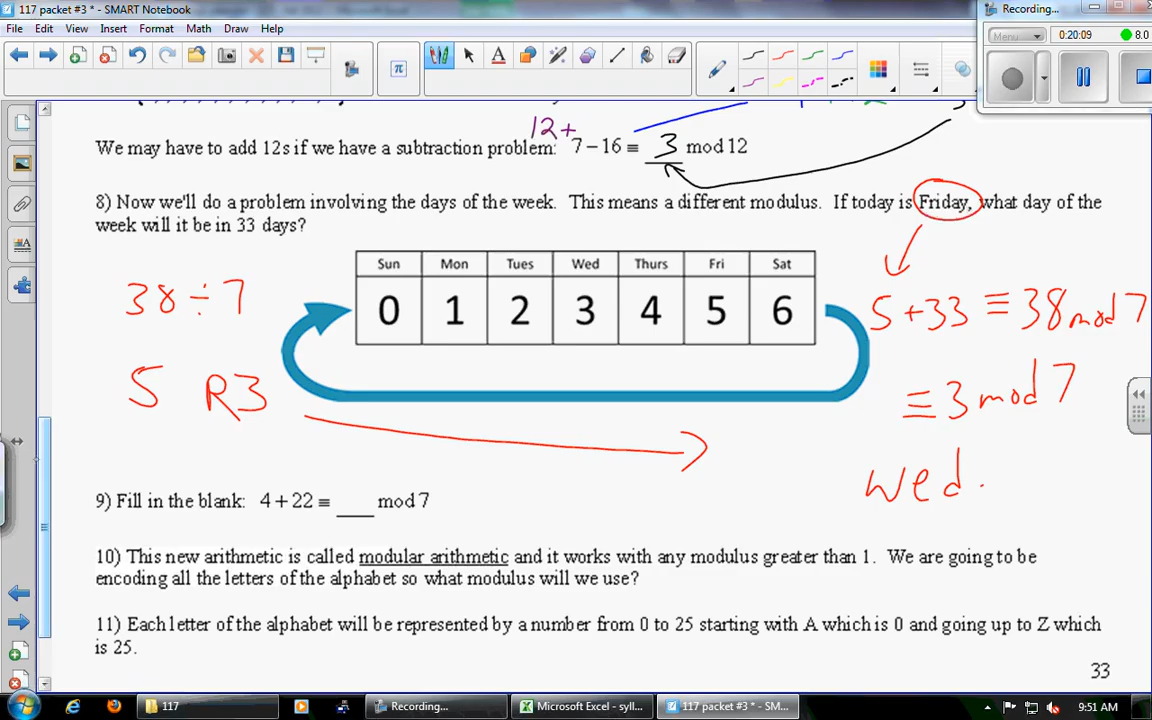 117 packet #3 * - SMART Notebook
Recording...
File Edit View Insert Format Math Draw Help
Menu
0:20:09
8.0
π
A
12+
We may have to add 12s if we have a subtraction problem: 7 − 16 ≡ 3 mod 12
8) Now we'll do a problem involving the days of the week. This means a different modulus. If today is Friday, what day of the
week will it be in 33 days?
Sun Mon Tues Wed Thurs Fri Sat
0 1 2 3 4 5 6
38 ÷ 7
5 + 33 ≡ 38 mod 7
5 R3
≡ 3 mod 7
wed.
9) Fill in the blank: 4 + 22 ≡ ___ mod 7
10) This new arithmetic is called modular arithmetic and it works with any modulus greater than 1. We are going to be
encoding all the letters of the alphabet so what modulus will we use?
11) Each letter of the alphabet will be represented by a number from 0 to 25 starting with A which is 0 and going up to Z which
is 25.
33
117
Recording...
Microsoft Excel - syll...
117 packet #3 * - SM...
9:51 AM